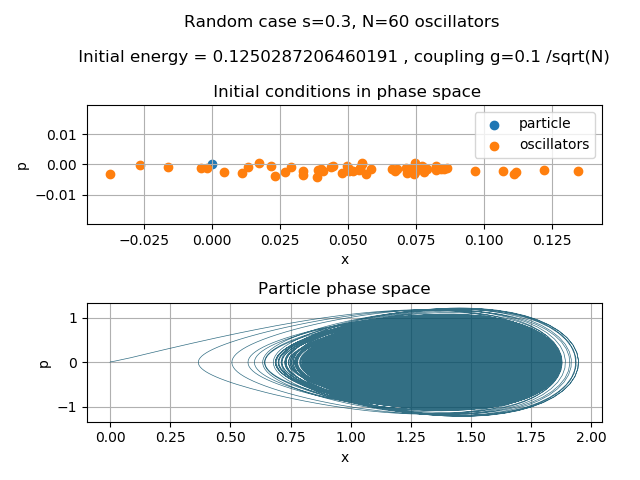 Random case s=0.3, N=60 oscillators
Initial energy = 0.1250287206460191 , coupling g=0.1 /sqrt(N)
Initial conditions in phase space
p
0.01
0.00
−0.01
particle
oscillators
−0.025
0.000
0.025
0.050
0.075
0.100
0.125
x
Particle phase space
p
1
0
−1
0.00
0.25
0.50
0.75
1.00
1.25
1.50
1.75
2.00
x